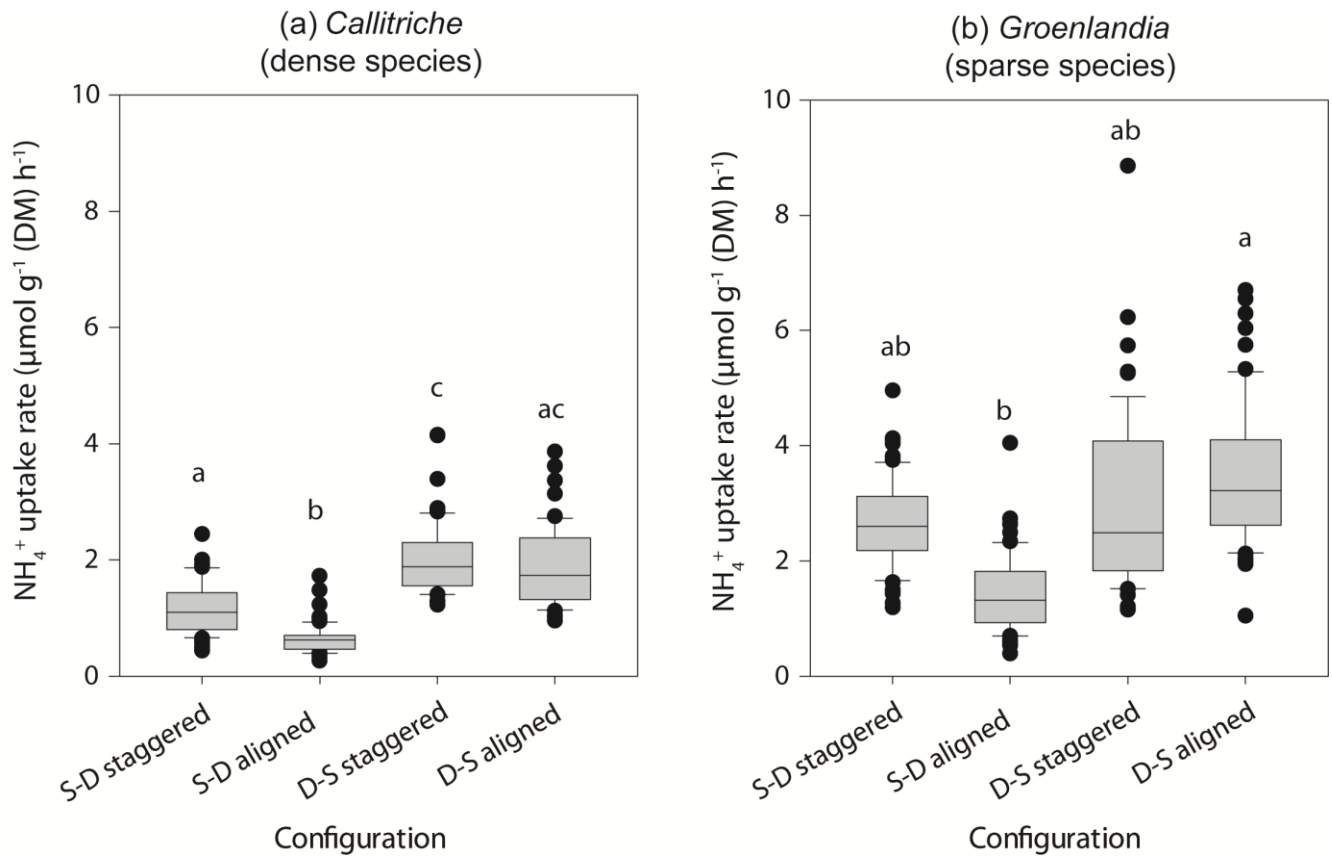 (a) Callitriche
(dense species)
NH₄⁺ uptake rate (µmol g⁻¹ (DM) h⁻¹)
10
8
6
4
2
0
a
b
c
ac
S-D staggered
S-D aligned
D-S staggered
D-S aligned
Configuration
(b) Groenlandia
(sparse species)
NH₄⁺ uptake rate (µmol g⁻¹ (DM) h⁻¹)
10
8
6
4
2
0
ab
b
ab
a
S-D staggered
S-D aligned
D-S staggered
D-S aligned
Configuration